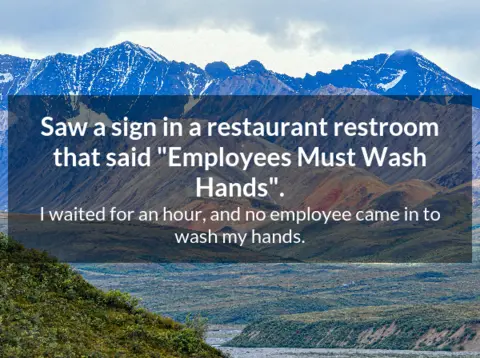 Saw a sign in a restaurant restroom
that said "Employees Must Wash
Hands".
I waited for an hour, and no employee came in to
wash my hands.